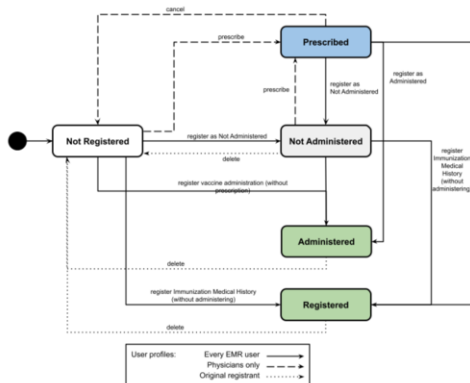 cancel
Prescribed
prescribe
register as
Administered
prescribe
register as
Not Administered
Not Registered
register as Not Administered
Not Administered
delete
register
Immunization
Medical
History
(without
administering)
register vaccine administration (without
prescription)
Administered
delete
register Immunization Medical History
(without administering)
Registered
delete
User profiles:
Every EMR user
Physicians only
Original registrant